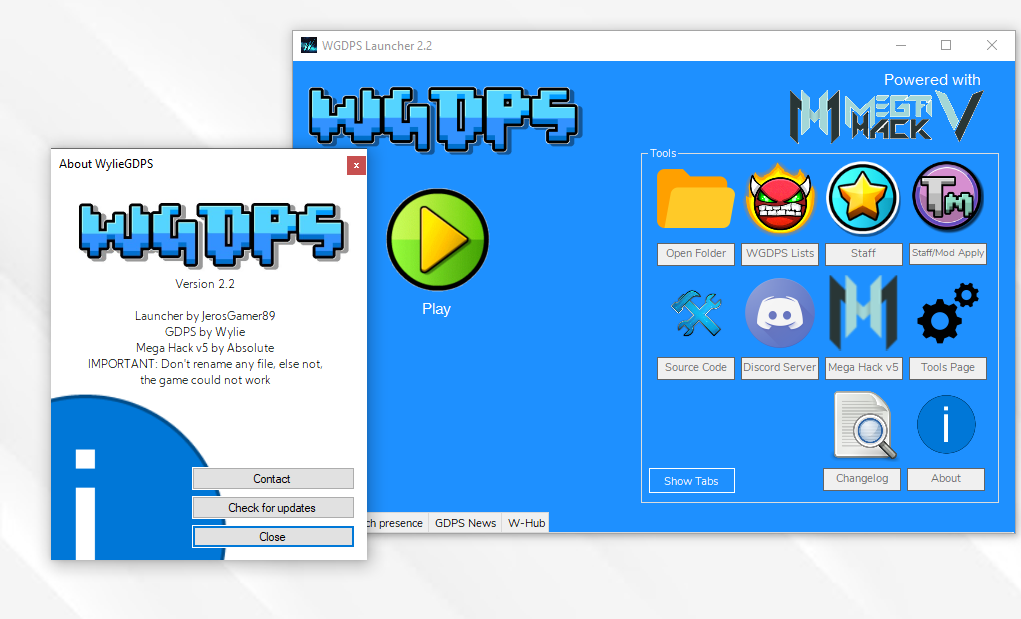 WGDPS Launcher 2.2
WGDPS
Powered with
MEGA
HACK V
Tools
Open Folder
WGDPS Lists
Staff
Tm
Staff/Mod Apply
Play
Source Code
Discord Server
Mega Hack v5
Tools Page
Changelog
About
Show Tabs
ch presence
GDPS News
W-Hub
About WylieGDPS
x
WGDPS
Version 2.2
Launcher by JerosGamer89
GDPS by Wylie
Mega Hack v5 by Absolute
IMPORTANT: Don't rename any file, else not,
the game could not work
Contact
Check for updates
Close